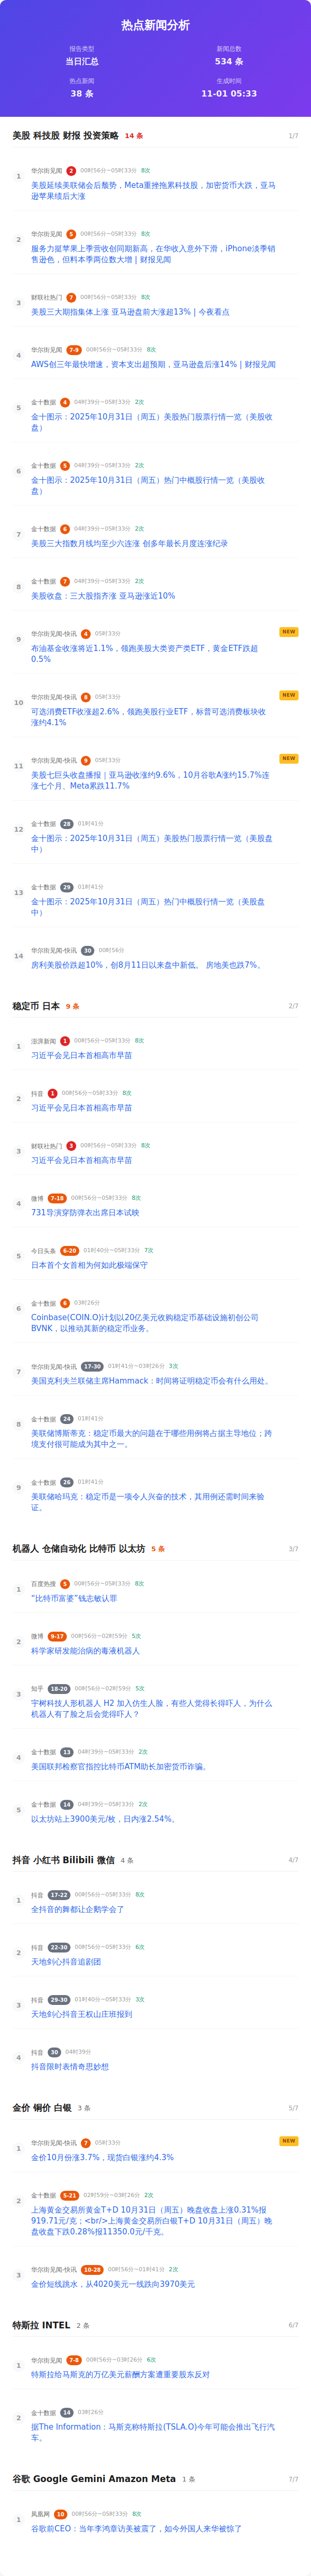 热点新闻分析
报告类型
当日汇总
新闻总数
534 条
热点新闻
38 条
生成时间
11-01 05:33
美股 科技股 财报 投资策略 14 条 1/7
1
华尔街见闻 2 00时56分~05时33分 8次
美股延续美联储会后颓势，Meta重挫拖累科技股，加密货币大跌，亚马
逊苹果绩后大涨
2
华尔街见闻 5 00时56分~05时33分 8次
服务力挺苹果上季营收创同期新高，在华收入意外下滑，iPhone淡季销
售逊色，但料本季两位数大增 | 财报见闻
3
财联社热门 7 00时56分~05时33分 8次
美股三大期指集体上涨 亚马逊盘前大涨超13% | 今夜看点
4
华尔街见闻 7-9 00时56分~05时33分 8次
AWS创三年最快增速，资本支出超预期，亚马逊盘后涨14% | 财报见闻
5
金十数据 4 04时39分~05时33分 2次
金十图示：2025年10月31日（周五）美股热门股票行情一览（美股收
盘）
6
金十数据 5 04时39分~05时33分 2次
金十图示：2025年10月31日（周五）热门中概股行情一览（美股收
盘）
7
金十数据 6 04时39分~05时33分 2次
美股三大指数月线均至少六连涨 创多年最长月度连涨纪录
8
金十数据 7 04时39分~05时33分 2次
美股收盘：三大股指齐涨 亚马逊涨近10%
9
华尔街见闻-快讯 4 05时33分 NEW
布油基金收涨将近1.1%，领跑美股大类资产类ETF，黄金ETF跌超
0.5%
10
华尔街见闻-快讯 8 05时33分 NEW
可选消费ETF收涨超2.6%，领跑美股行业ETF，标普可选消费板块收
涨约4.1%
11
华尔街见闻-快讯 9 05时33分 NEW
美股七巨头收盘播报｜亚马逊收涨约9.6%，10月谷歌A涨约15.7%连
涨七个月、Meta累跌11.7%
12
金十数据 28 01时41分
金十图示：2025年10月31日（周五）美股热门股票行情一览（美股盘
中）
13
金十数据 29 01时41分
金十图示：2025年10月31日（周五）热门中概股行情一览（美股盘
中）
14
华尔街见闻-快讯 30 00时56分
房利美股价跌超10%，创8月11日以来盘中新低。 房地美也跌7%。
稳定币 日本 9 条 2/7
1
澎湃新闻 1 00时56分~05时33分 8次
习近平会见日本首相高市早苗
2
抖音 1 00时56分~05时33分 8次
习近平会见日本首相高市早苗
3
财联社热门 3 00时56分~05时33分 8次
习近平会见日本首相高市早苗
4
微博 7-18 00时56分~05时33分 8次
731导演穿防弹衣出席日本试映
5
今日头条 6-20 01时40分~05时33分 7次
日本首个女首相为何如此极端保守
6
金十数据 6 03时26分
Coinbase(COIN.O)计划以20亿美元收购稳定币基础设施初创公司
BVNK，以推动其新的稳定币业务。
7
华尔街见闻-快讯 17-30 01时41分~03时26分 3次
美国克利夫兰联储主席Hammack：时间将证明稳定币会有什么用处。
8
金十数据 24 01时41分
美联储博斯蒂克：稳定币最大的问题在于哪些用例将占据主导地位；跨
境支付很可能成为其中之一。
9
金十数据 26 01时41分
美联储哈玛克：稳定币是一项令人兴奋的技术，其用例还需时间来验
证。
机器人 仓储自动化 比特币 以太坊 5 条 3/7
1
百度热搜 5 00时56分~05时33分 8次
“比特币富婆”钱志敏认罪
2
微博 9-17 00时56分~02时59分 5次
科学家研发能治病的毒液机器人
3
知乎 18-20 00时56分~02时59分 5次
宇树科技人形机器人 H2 加入仿生人脸，有些人觉得长得吓人，为什么
机器人有了脸之后会觉得吓人？
4
金十数据 13 04时39分~05时33分 2次
美国联邦检察官指控比特币ATM助长加密货币诈骗。
5
金十数据 14 04时39分~05时33分 2次
以太坊站上3900美元/枚，日内涨2.54%。
抖音 小红书 Bilibili 微信 4 条 4/7
1
抖音 17-22 00时56分~05时33分 8次
全抖音的舞都让企鹅学会了
2
抖音 22-30 00时56分~05时33分 6次
天地剑心抖音追剧团
3
抖音 29-30 01时40分~05时33分 3次
天地剑心抖音王权山庄班报到
4
抖音 30 04时39分
抖音限时表情奇思妙想
金价 铜价 白银 3 条 5/7
1
华尔街见闻-快讯 7 05时33分 NEW
金价10月份涨3.7%，现货白银涨约4.3%
2
金十数据 5-21 02时59分~03时26分 2次
上海黄金交易所黄金T+D 10月31日（周五）晚盘收盘上涨0.31%报
919.71元/克；<br/>上海黄金交易所白银T+D 10月31日（周五）晚
盘收盘下跌0.28%报11350.0元/千克。
3
华尔街见闻-快讯 10-28 00时56分~01时41分 2次
金价短线跳水，从4020美元一线跌向3970美元
特斯拉 INTEL 2 条 6/7
1
华尔街见闻 7-8 00时56分~03时26分 6次
特斯拉给马斯克的万亿美元薪酬方案遭重要股东反对
2
金十数据 14 03时26分
据The Information：马斯克称特斯拉(TSLA.O)今年可能会推出飞行汽
车。
谷歌 Google Gemini Amazon Meta 1 条 7/7
1
凤凰网 10 00时56分~05时33分 8次
谷歌前CEO：当年李鸿章访美被震了，如今外国人来华被惊了